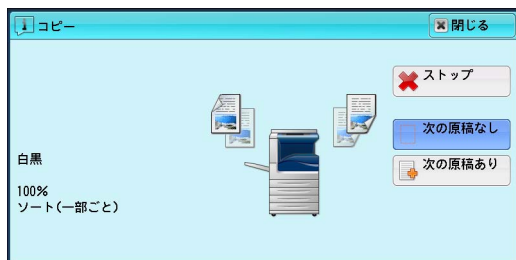 コピー
閉じる
ストップ
次の原稿なし
次の原稿あり
白黒
100%
ソート(一部ごと)